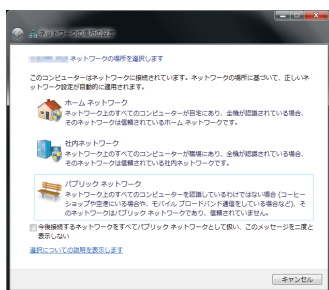 ネットワークの場所の設定
ネットワークの場所を選択します
このコンピューターはネットワークに接続されています。ネットワークの場所に基づいて、正しいネ
ットワーク設定が自動的に適用されます。
ホーム ネットワーク
ネットワーク上のすべてのコンピューターが自宅にあり、全機が認識されている場合、
そのネットワークは信頼されているホーム ネットワークです。
社内ネットワーク
ネットワーク上のすべてのコンピューターが職場にあり、全機が認識されている場合、
そのネットワークは信頼されている社内ネットワークです。
パブリック ネットワーク
ネットワーク上のすべてのコンピューターを認識しているわけではない場合 (コーヒー
ショップや空港にいる場合や、モバイル ブロードバンド通信をしている場合など)、そ
のネットワークはパブリック ネットワークであり、信頼されていません。
今後接続するネットワークをすべてパブリック ネットワークとして扱い、このメッセージを二度と
表示しない
選択についての説明を表示します
キャンセル